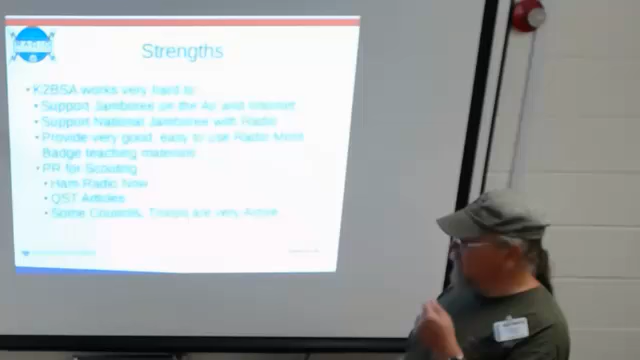 RADIO
Strengths
• K2BSA works very hard to:
• Support Jamboree on the Air and Internet
• Support National Jamboree with Radio
• Provide very good, easy to use Radio Merit
Badge teaching materials
• PR for Scouting
• Ham Radio Now
• QST Articles
• Some Councils, Troops are very Active